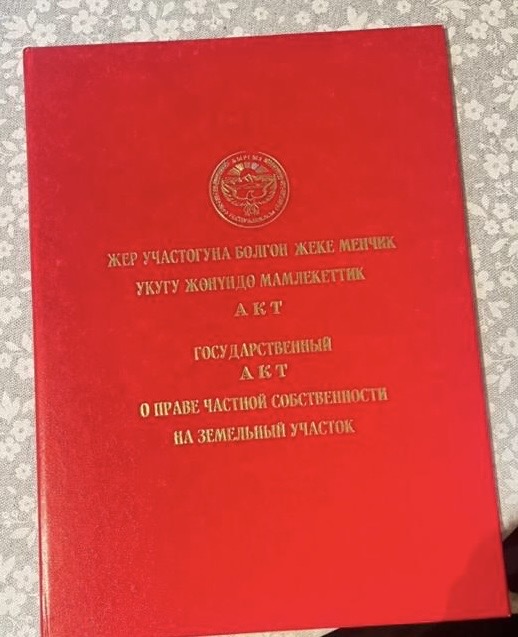 ЖЕР УЧАСТОГУНА БОЛГОН ЖЕКЕ МЕНЧИК
УКУГУ ЖӨНҮНДӨ МАМЛЕКЕТТИК
АКТ
ГОСУДАРСТВЕННЫЙ
АКТ
О ПРАВЕ ЧАСТНОЙ СОБСТВЕННОСТИ
НА ЗЕМЕЛЬНЫЙ УЧАСТОК